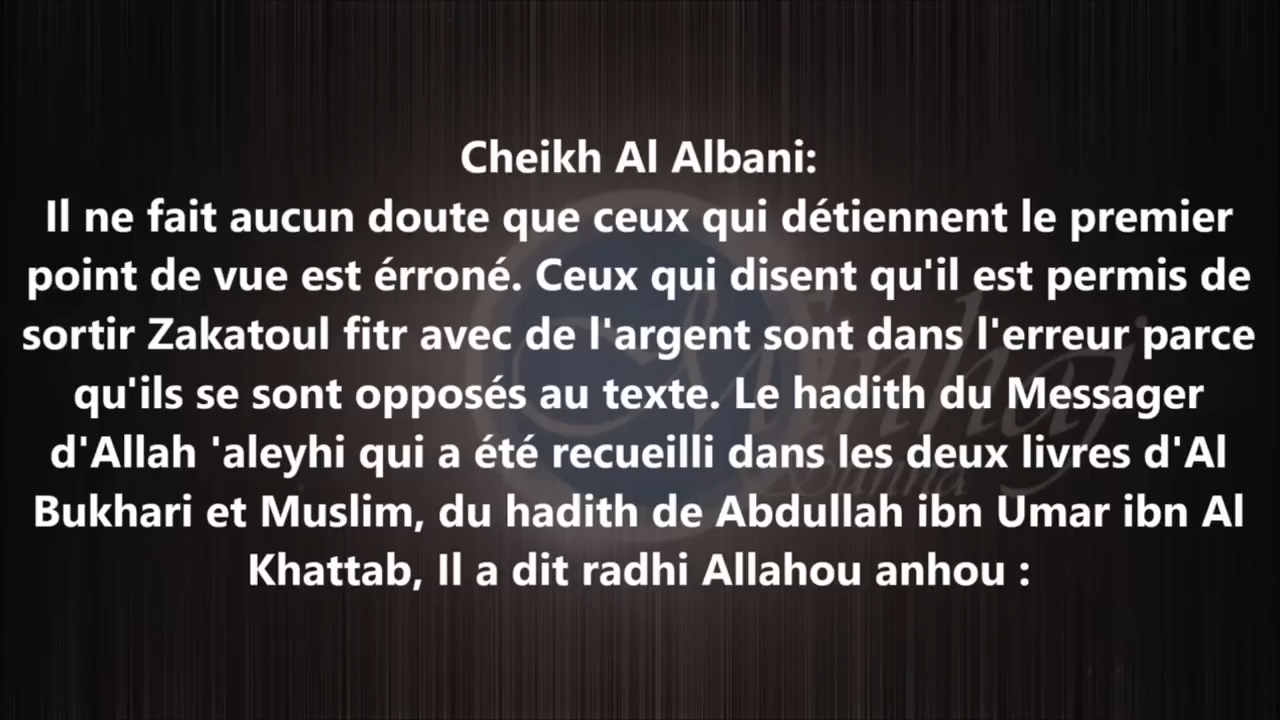 Cheikh Al Albani:
Il ne fait aucun doute que ceux qui détiennent le premier
point de vue est érroné. Ceux qui disent qu'il est permis de
sortir Zakatoul fitr avec de l'argent sont dans l'erreur parce
qu'ils se sont opposés au texte. Le hadith du Messager
d'Allah 'aleyhi qui a été recueilli dans les deux livres d'Al
Bukhari et Muslim, du hadith de Abdullah ibn Umar ibn Al
Khattab, Il a dit radhi Allahou anhou :